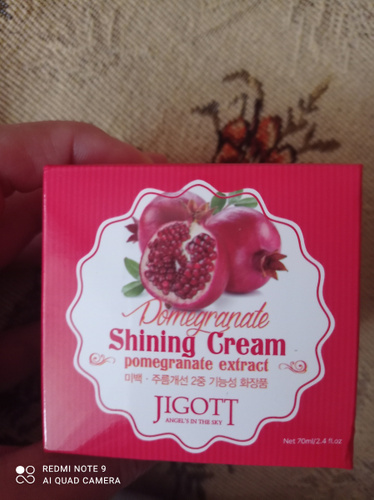 Pomegranate
Shining Cream
pomegranate extract
미백 · 주름개선 2중 기능성 화장품
JIGOTT
ANGEL'S IN THE SKY
Net 70ml/2.4 fl.oz
REDMI NOTE 9
AI QUAD CAMERA